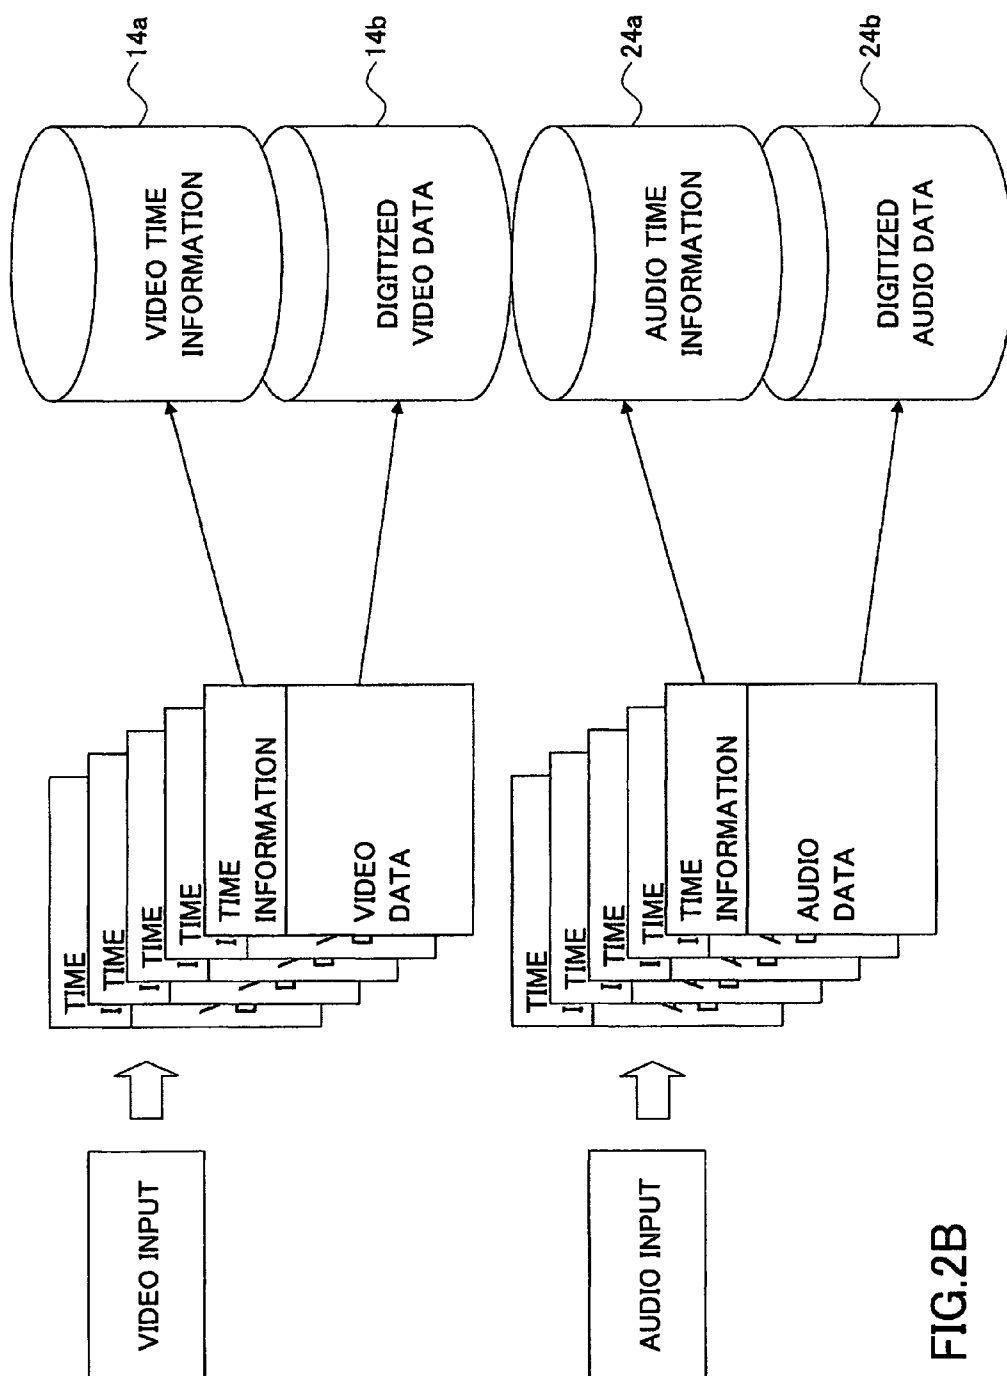 VIDEO INPUT
TIME
I
TIME
I
V
D
TIME
I
V
D
TIME
I
V
D
TIME
INFORMATION
VIDEO
DATA
VIDEO TIME
INFORMATION
14a
DIGITIZED
VIDEO DATA
14b
AUDIO INPUT
TIME
I
TIME
I
A
D
TIME
I
A
D
TIME
I
A
D
TIME
INFORMATION
AUDIO
DATA
AUDIO TIME
INFORMATION
24a
DIGITIZED
AUDIO DATA
24b
FIG.2B